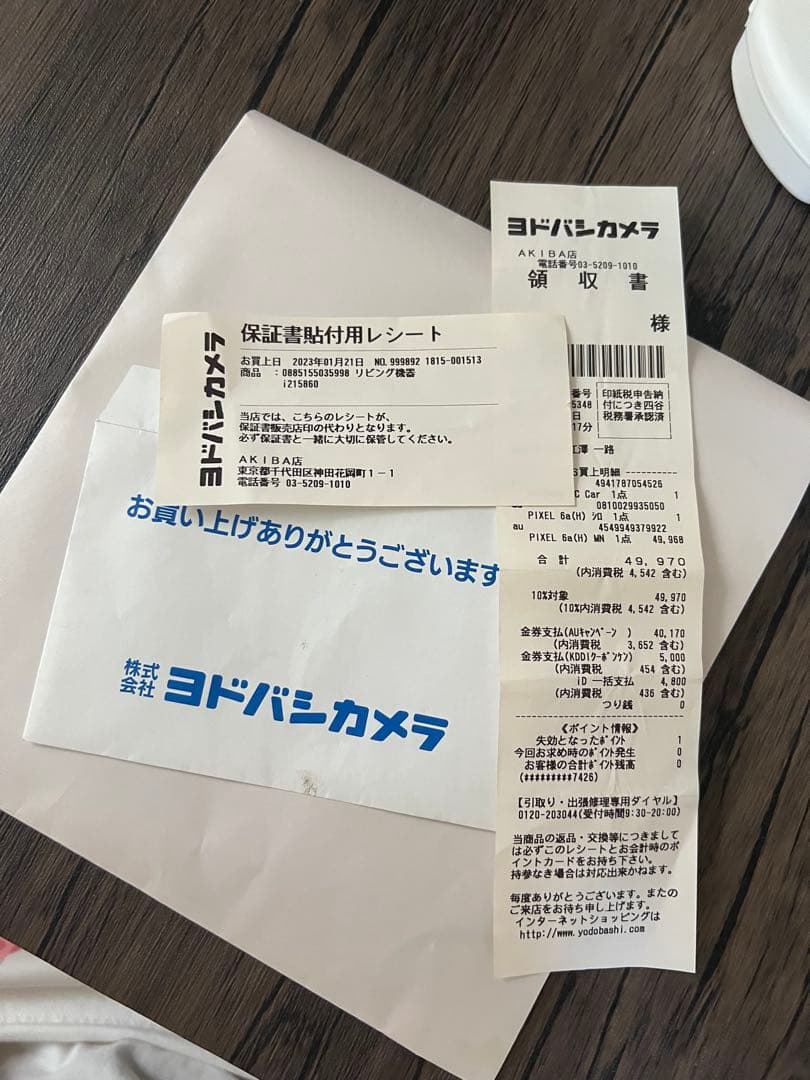 ヨドバシカメラ
AKIBA店
電話番号03-5209-1010
領 収 書
様
番号
5348
日
17分
印紙税申告納
付につき四谷
税務署承認済
江澤 一路
お買上明細
4941787054526
C Car 1点 1
0810029935050
PIXEL 6a(H) ｼﾛ 1点 1
au 4549949379922
PIXEL 6a(H) MN 1点 49,968
合 計 49,970
(内消費税 4,542 含む)
10%対象 49,970
(10%内消費税 4,542 含む)
金券支払(AUｷｬﾝﾍﾟｰﾝ ) 40,170
(内消費税 3,652 含む)
金券支払(KDDIｸｰﾎﾟﾝｹﾝ) 5,000
(内消費税 454 含む)
iD 一括支払 4,800
(内消費税 436 含む)
つり銭 0
《ポイント情報》
失効となったﾎﾟｲﾝﾄ 1
今回お求め時のﾎﾟｲﾝﾄ発生 0
お客様の合計ﾎﾟｲﾝﾄ残高 0
(*********7426)
【引取り・出張修理専用ダイヤル】
0120-203044(受付時間9:30-20:00)
当商品の返品・交換等につきまして
は必ずこのレシートとお会計時のポ
イントカードをお持ち下さい。
持参なき場合は対応出来かねます。
毎度ありがとうございます。またの
ご来店をお待ち申し上げます。
インターネットショッピングは
http://www.yodobashi.com
ヨドバシカメラ
保証書貼付用レシート
お買上日 2023年01月21日 NO.999892 1815-001513
商品 :0885155035998 リビング機器
i215860
当店では、こちらのレシートが、
保証書販売店印の代わりとなります。
必ず保証書と一緒に大切に保管してください。
AKIBA店
東京都千代田区神田花岡町1-1
電話番号 03-5209-1010
お買い上げありがとうございます
株式会社 ヨドバシカメラ